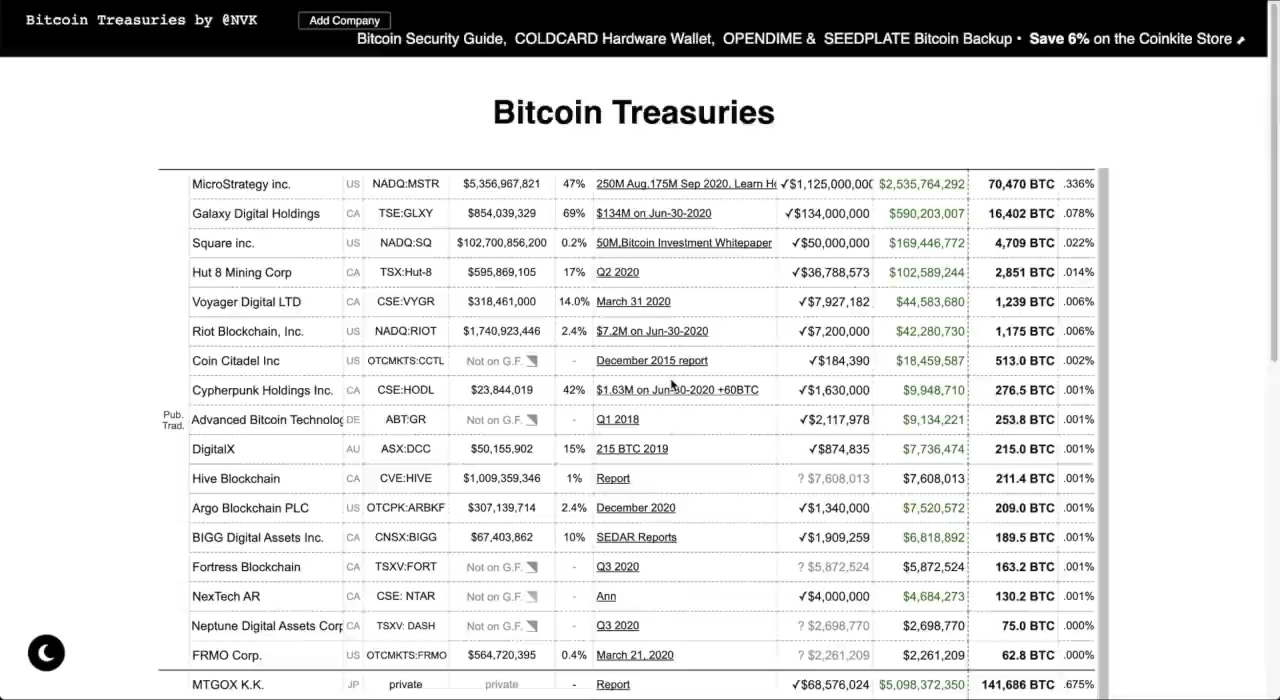 Bitcoin Treasuries by @NVK Add Company
Bitcoin Security Guide, COLDCARD Hardware Wallet, OPENDIME & SEEDPLATE Bitcoin Backup • Save 6% on the Coinkite Store
Bitcoin Treasuries
MicroStrategy inc. US NADQ:MSTR $5,356,967,821 47% 250M Aug,175M Sep 2020, Learn ✓$1,125,000,000 $2,535,764,292 70,470 BTC .336%
Galaxy Digital Holdings CA TSE:GLXY $854,039,329 69% $134M on Jun-30-2020 ✓$134,000,000 $590,203,007 16,402 BTC .078%
Square inc. US NADQ:SQ $102,700,856,200 0.2% 50M,Bitcoin Investment Whitepaper ✓$50,000,000 $169,446,772 4,709 BTC .022%
Hut 8 Mining Corp CA TSX:Hut-8 $595,869,105 17% Q2 2020 ✓$36,788,573 $102,589,244 2,851 BTC .014%
Voyager Digital LTD CA CSE:VYGR $318,461,000 14.0% March 31 2020 ✓$7,927,182 $44,583,680 1,239 BTC .006%
Riot Blockchain, Inc. US NADQ:RIOT $1,740,923,446 2.4% $7.2M on Jun-30-2020 ✓$7,200,000 $42,280,730 1,175 BTC .006%
Coin Citadel Inc US OTCMKTS:CCTL Not on G.F. - December 2015 report ✓$184,390 $18,459,587 513.0 BTC .002%
Cypherpunk Holdings Inc. CA CSE:HODL $23,844,019 42% $1.63M on Jun-30-2020 +60BTC ✓$1,630,000 $9,948,710 276.5 BTC .001%
Pub. Trad.
Advanced Bitcoin Technolog DE ABT:GR Not on G.F. - Q1 2018 ✓$2,117,978 $9,134,221 253.8 BTC .001%
DigitalX AU ASX:DCC $50,155,902 15% 215 BTC 2019 ✓$874,835 $7,736,474 215.0 BTC .001%
Hive Blockchain CA CVE:HIVE $1,009,359,346 1% Report ? $7,608,013 $7,608,013 211.4 BTC .001%
Argo Blockchain PLC US OTCPK:ARBKF $307,139,714 2.4% December 2020 ✓$1,340,000 $7,520,572 209.0 BTC .001%
BIGG Digital Assets Inc. CA CNSX:BIGG $67,403,862 10% SEDAR Reports ✓$1,909,259 $6,818,892 189.5 BTC .001%
Fortress Blockchain CA TSXV:FORT Not on G.F. - Q3 2020 ? $5,872,524 $5,872,524 163.2 BTC .001%
NexTech AR CA CSE: NTAR Not on G.F. - Ann ✓$4,000,000 $4,684,273 130.2 BTC .001%
Neptune Digital Assets Corp CA TSXV: DASH Not on G.F. - Q3 2020 ? $2,698,770 $2,698,770 75.0 BTC .000%
FRMO Corp. US OTCMKTS:FRMO $564,720,395 0.4% March 21, 2020 ? $2,261,209 $2,261,209 62.8 BTC .000%
MTGOX K.K. JP private private - Report ✓$68,576,024 $5,098,372,350 141,686 BTC .675%